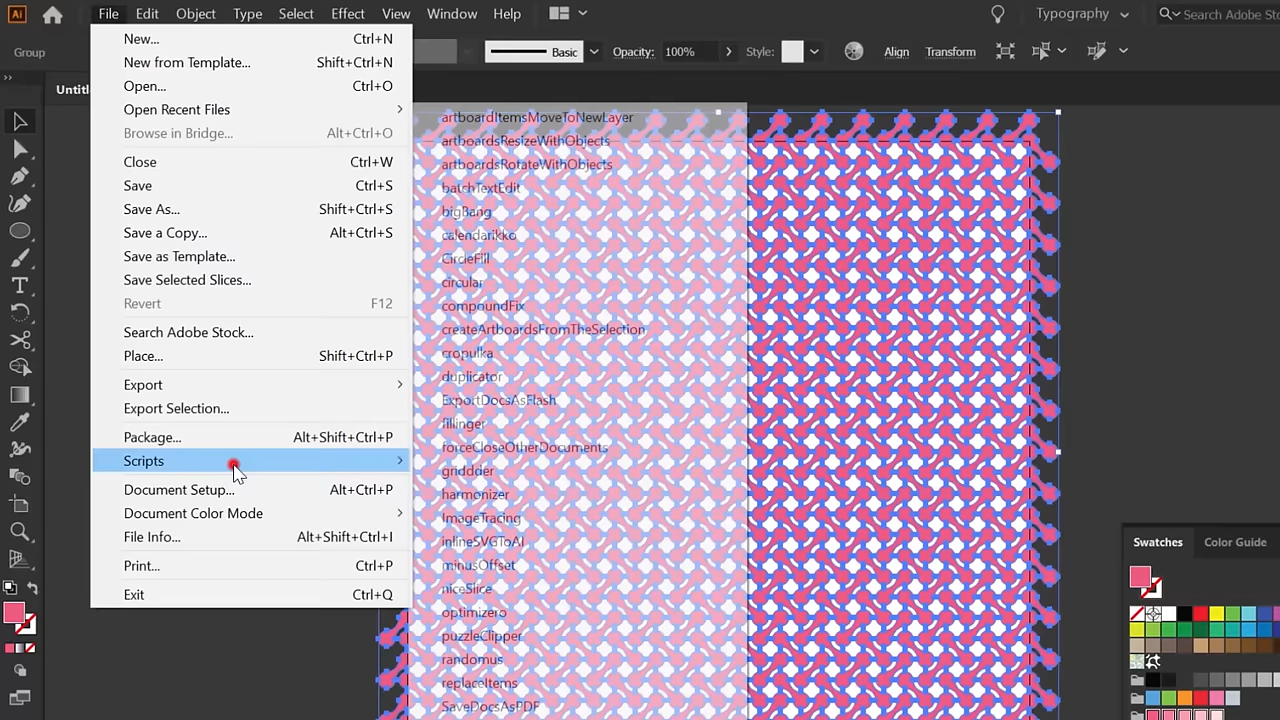 Ai File Edit Object Type Select Effect View Window Help Typography Search Adobe Sto
Group Basic Opacity: 100% Style: Align Transform
Untitl
New... Ctrl+N
New from Template... Shift+Ctrl+N
Open... Ctrl+O
Open Recent Files
Browse in Bridge... Alt+Ctrl+O
Close Ctrl+W
Save Ctrl+S
Save As... Shift+Ctrl+S
Save a Copy... Alt+Ctrl+S
Save as Template...
Save Selected Slices...
Revert F12
Search Adobe Stock...
Place... Shift+Ctrl+P
Export
Export Selection...
Package... Alt+Shift+Ctrl+P
Scripts
Document Setup... Alt+Ctrl+P
Document Color Mode
File Info... Alt+Shift+Ctrl+I
Print... Ctrl+P
Exit Ctrl+Q
artboardItemsMoveToNewLayer
artboardsResizeWithObjects
artboardsRotateWithObjects
batchTextEdit
bigBang
calendarikko
CircleFill
circular
compoundFix
createArtboardsFromTheSelection
cropulka
duplicator
ExportDocsAsFlash
fillinger
forceCloseOtherDocuments
griddder
harmonizer
ImageTracing
inlineSVGToAI
minusOffset
niceSlice
optimizero
puzzleClipper
randomus
replaceItems
SaveDocsAsPDF
Swatches Color Guide